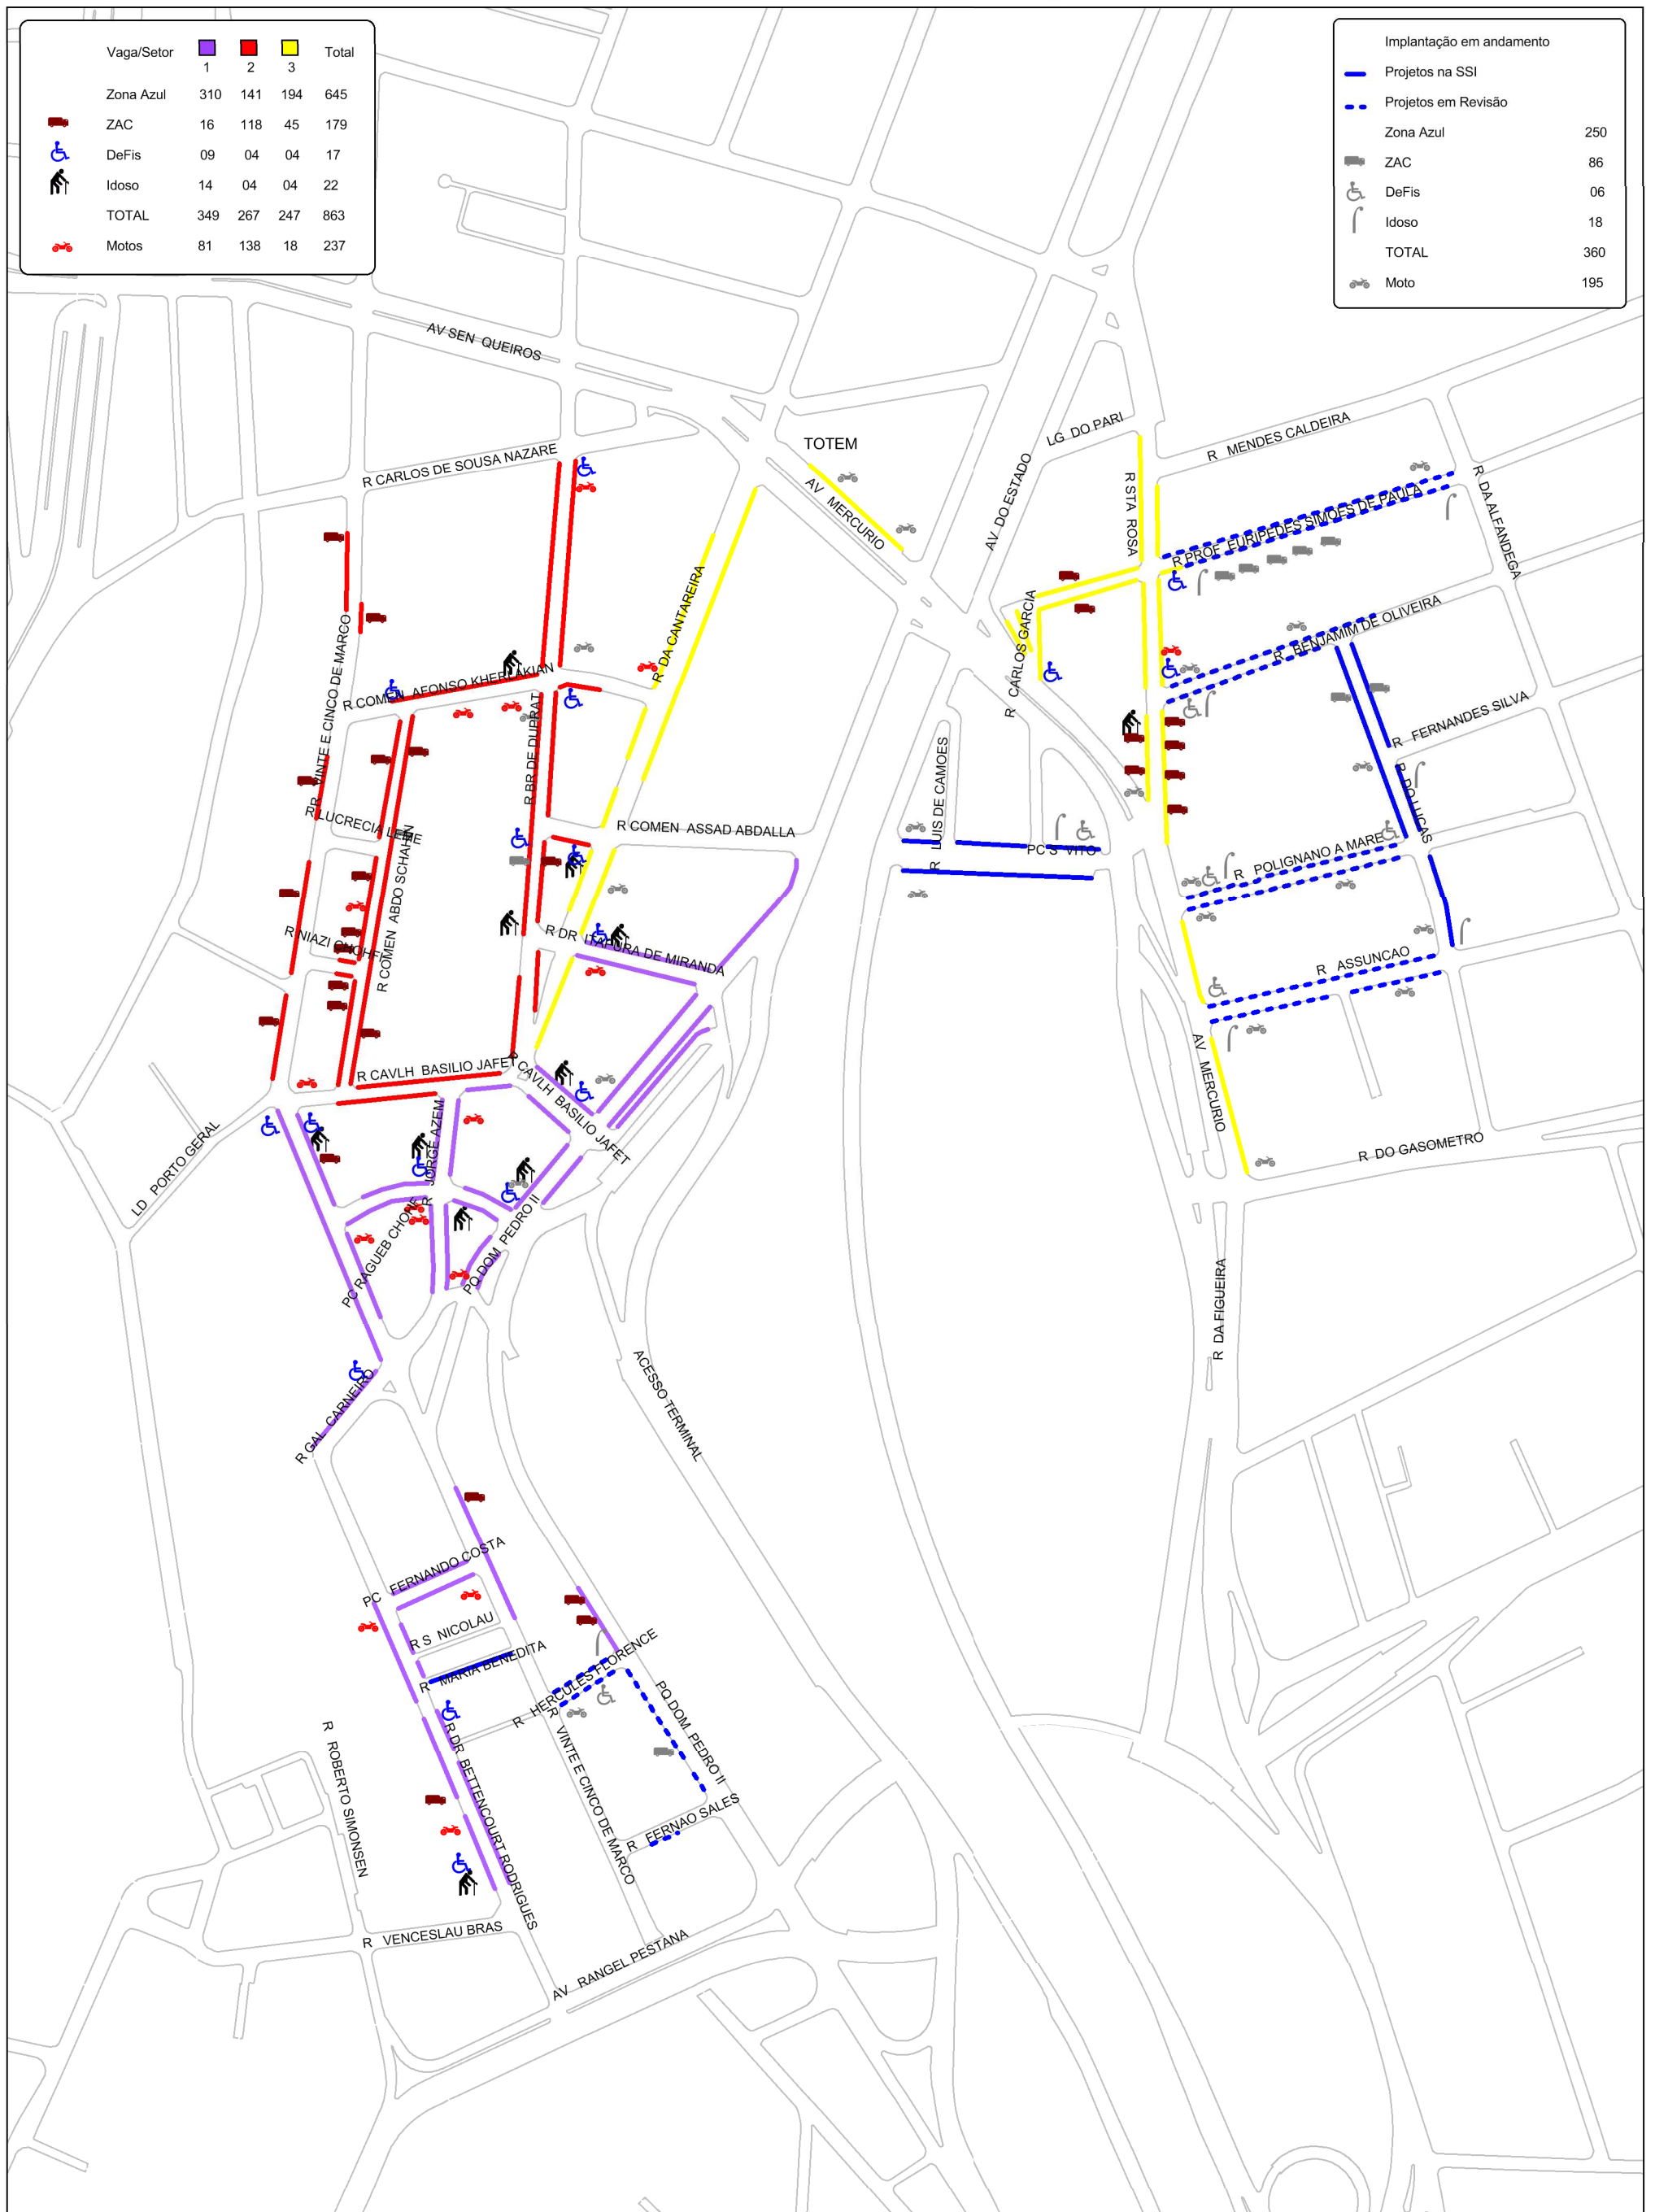 Vaga/Setor 1 2 3 Total
Zona Azul 310 141 194 645
ZAC 16 118 45 179
DeFis 09 04 04 17
Idoso 14 04 04 22
TOTAL 349 267 247 863
Motos 81 138 18 237
Implantação em andamento
Projetos na SSI
Projetos em Revisão
Zona Azul 250
ZAC 86
DeFis 06
Idoso 18
TOTAL 360
Moto 195
AV SEN QUEIROS
R CARLOS DE SOUSA NAZARE
TOTEM
AV MERCURIO
LG DO PARI
AV DO ESTADO
R STA ROSA
R MENDES CALDEIRA
R DA ALFANDEGA
R PROF EURIPEDES SIMOES DE PAULA
R VINTE E CINCO DE MARCO
R COMEN AFONSO KHERLAKIAN
R DA CANTAREIRA
R CARLOS GARCIA
R BENJAMIM DE OLIVEIRA
R FERNANDES SILVA
R BR DE DUPRAT
R LUCRECIA LEME
R COMEN ASSAD ABDALLA
R LUIS DE CAMOES
PC S VITO
R DO LUCAS
R POLIGNANO A MARE
R COMEN ABDO SCHAHIN
R NIAZI CHOHFI
R DR ITAPURA DE MIRANDA
R ASSUNCAO
R CAVLH BASILIO JAFET
R CAVLH BASILIO JAFET
AV MERCURIO
R DO GASOMETRO
LD PORTO GERAL
R JORGE AZEM
PC RAGUEB CHOHFI
PQ DOM PEDRO II
R DA FIGUEIRA
R GAL CARNEIRO
ACESSO TERMINAL
PC FERNANDO COSTA
R S NICOLAU
R MARIA BENEDITA
R HERCULES FLORENCE
PQ DOM PEDRO II
R ROBERTO SIMONSEN
R DR BETTENCOURT RODRIGUES
R VINTE E CINCO DE MARCO
R FERNAO SALES
R VENCESLAU BRAS
AV RANGEL PESTANA